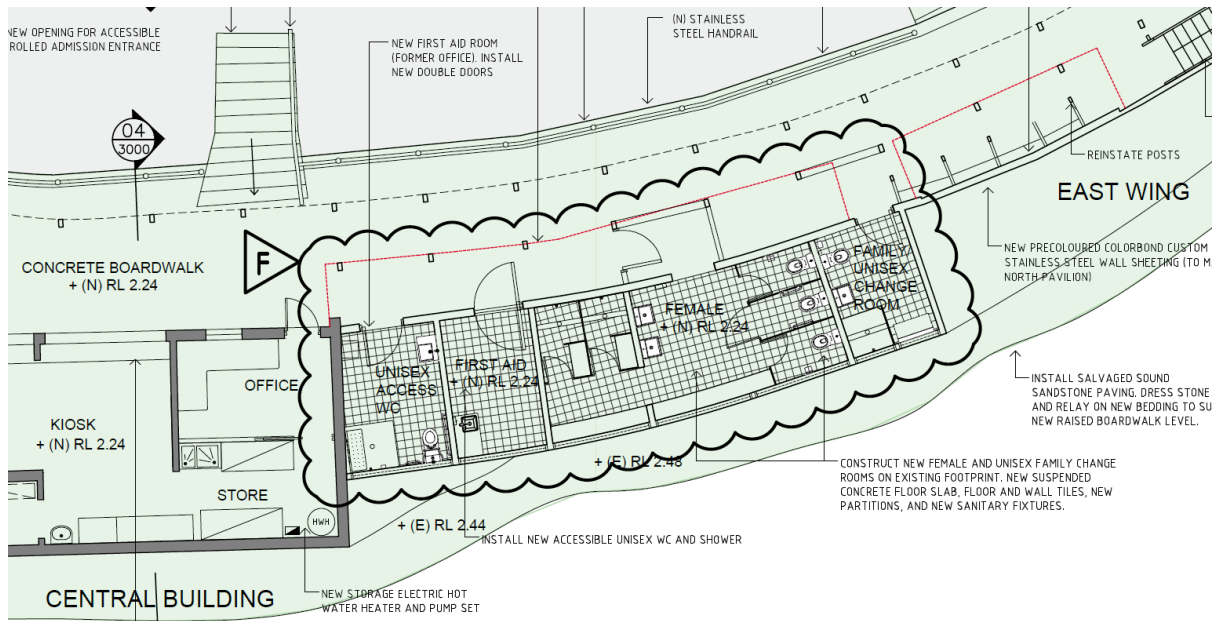 NEW OPENING FOR ACCESSIBLE
ROLLED ADMISSION ENTRANCE
NEW FIRST AID ROOM
(FORMER OFFICE). INSTALL
NEW DOUBLE DOORS
(N) STAINLESS
STEEL HANDRAIL
04
3000
REINSTATE POSTS
EAST WING
F
CONCRETE BOARDWALK
+ (N) RL 2.24
NEW PRECOLOURED COLORBOND CUSTOM
STAINLESS STEEL WALL SHEETING (TO M
NORTH PAVILION)
FAMILY/
UNISEX
CHANGE
ROOM
FEMALE
+ (N) RL 2.24
FIRST AID
+ (N) RL 2.24
UNISEX
ACCESS
WC
OFFICE
KIOSK
+ (N) RL 2.24
STORE
HWH
INSTALL SALVAGED SOUND
SANDSTONE PAVING. DRESS STONE
AND RELAY ON NEW BEDDING TO SU
NEW RAISED BOARDWALK LEVEL.
+ (E) RL 2.48
CONSTRUCT NEW FEMALE AND UNISEX FAMILY CHANGE
ROOMS ON EXISTING FOOTPRINT. NEW SUSPENDED
CONCRETE FLOOR SLAB, FLOOR AND WALL TILES, NEW
PARTITIONS, AND NEW SANITARY FIXTURES.
+ (E) RL 2.44
INSTALL NEW ACCESSIBLE UNISEX WC AND SHOWER
CENTRAL BUILDING
NEW STORAGE ELECTRIC HOT
WATER HEATER AND PUMP SET